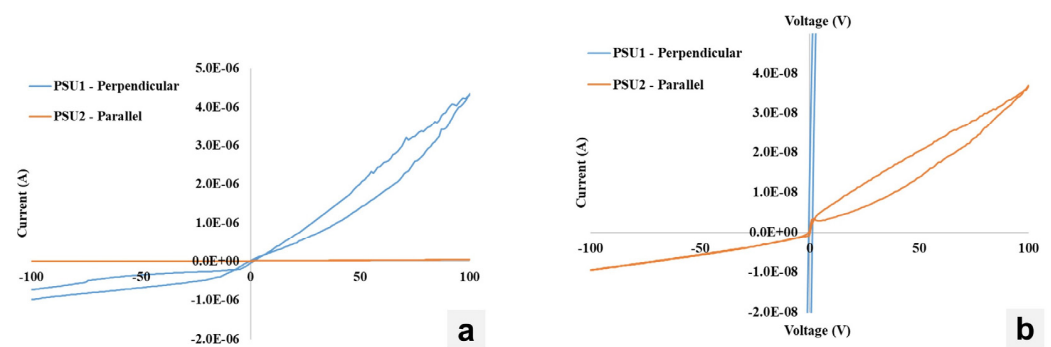 PSU1 - Perpendicular
PSU2 - Parallel
Current (A)
5.0E-06
4.0E-06
3.0E-06
2.0E-06
1.0E-06
0.0E+00
-1.0E-06
-2.0E-06
-100
-50
0
50
100
a
Voltage (V)
PSU1 - Perpendicular
PSU2 - Parallel
Current (A)
4.0E-08
3.0E-08
2.0E-08
1.0E-08
0.0E+00
-1.0E-08
-2.0E-08
-100
-50
0
50
100
Voltage (V)
b